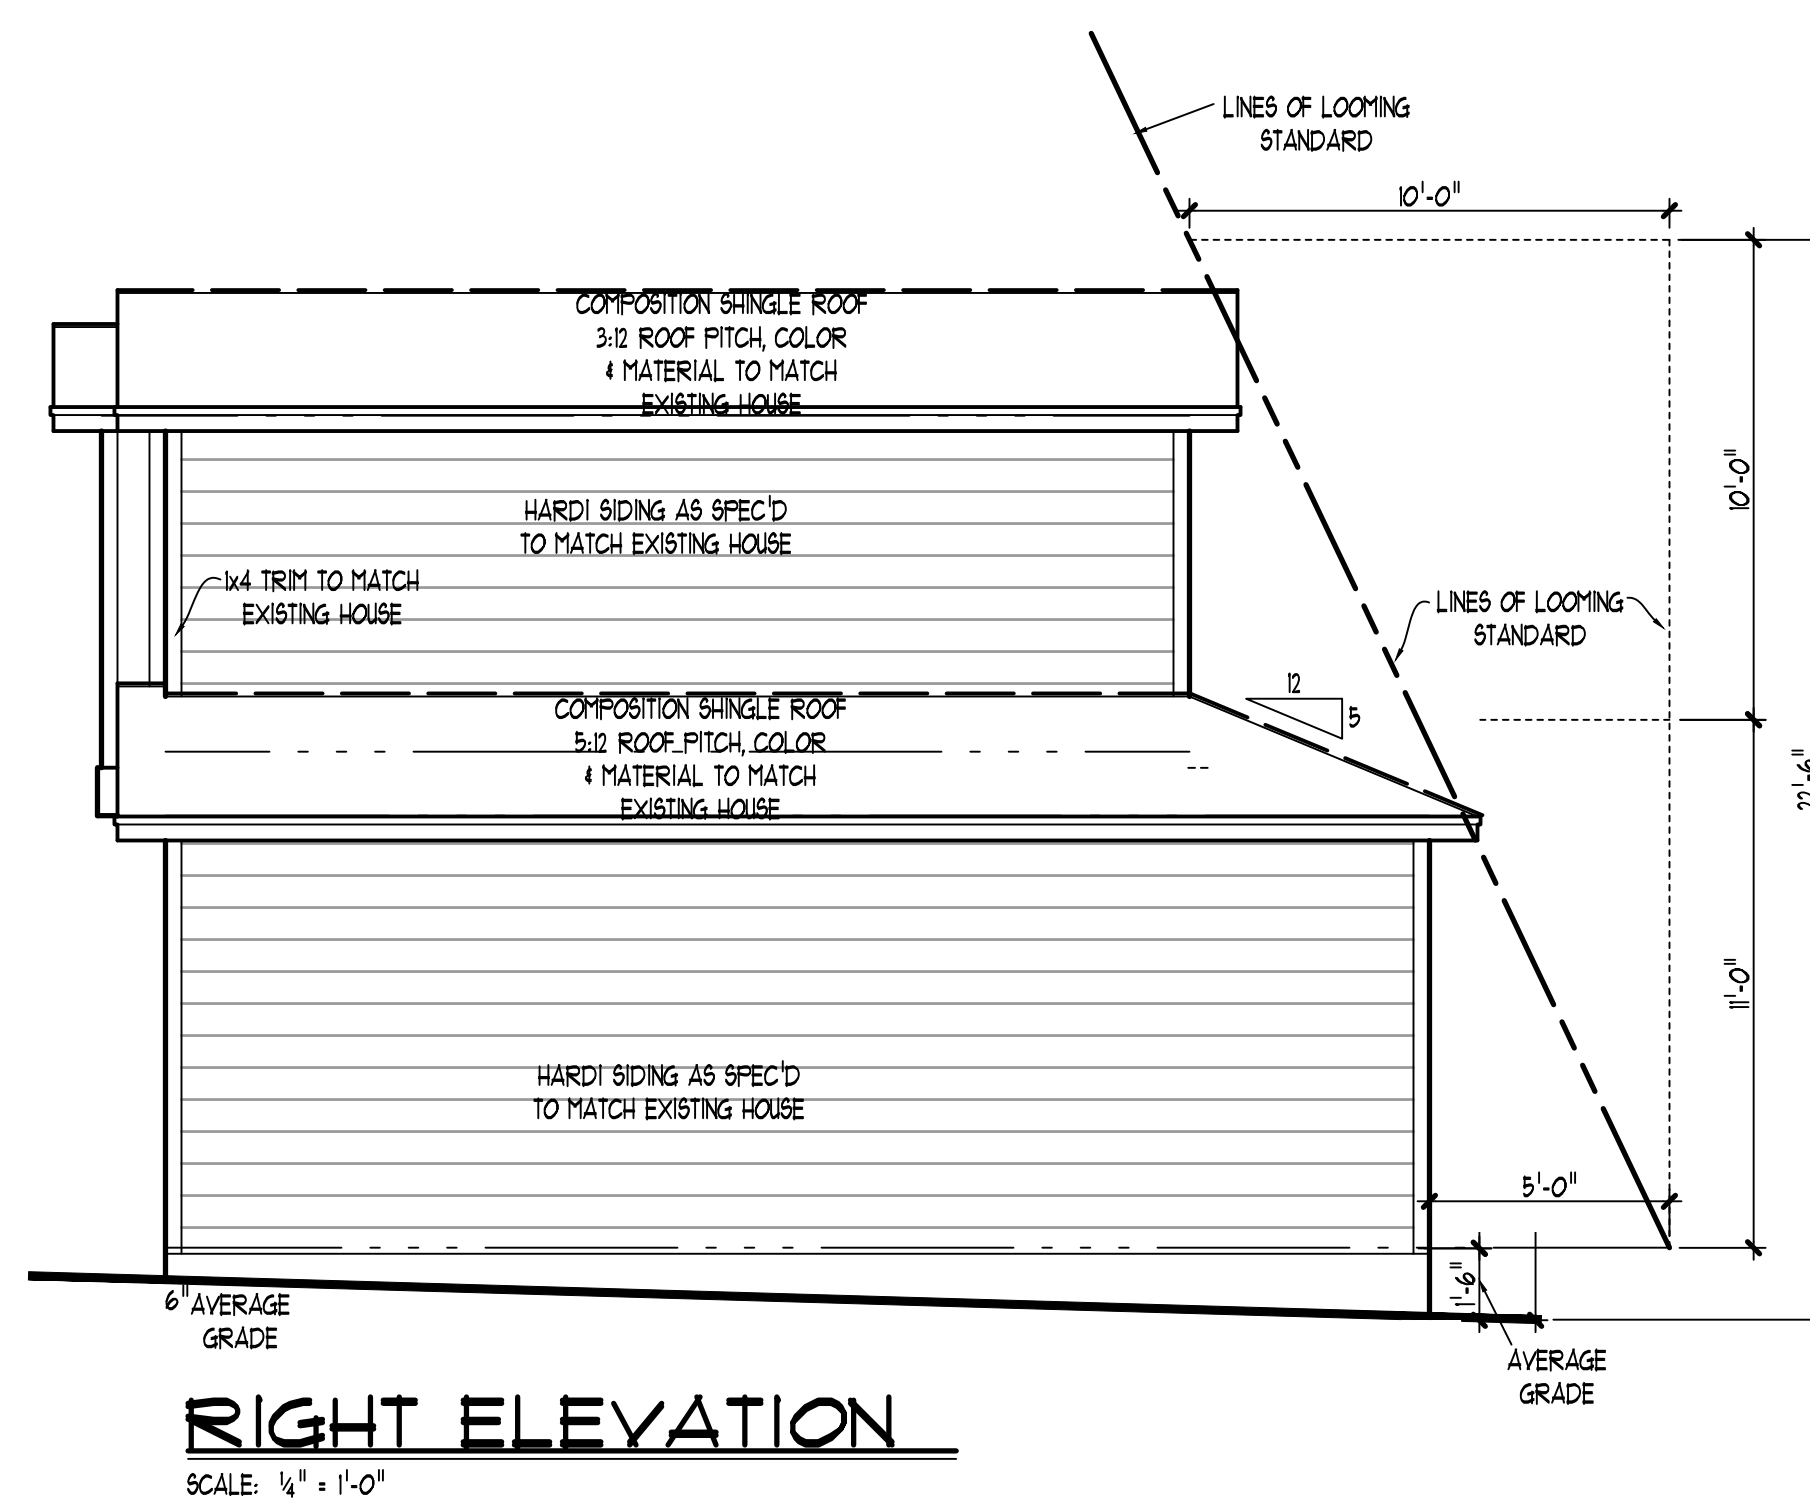 LINES OF LOOMING
STANDARD
10'-0"
COMPOSITION SHINGLE ROOF
3:12 ROOF PITCH, COLOR
& MATERIAL TO MATCH
EXISTING HOUSE
10'-0"
HARDI SIDING AS SPEC'D
TO MATCH EXISTING HOUSE
1x4 TRIM TO MATCH
EXISTING HOUSE
LINES OF LOOMING
STANDARD
12
5
COMPOSITION SHINGLE ROOF
5:12 ROOF PITCH, COLOR
& MATERIAL TO MATCH
EXISTING HOUSE
22'-6"
11'-0"
HARDI SIDING AS SPEC'D
TO MATCH EXISTING HOUSE
5'-0"
1'-6"
6" AVERAGE
GRADE
AVERAGE
GRADE
RIGHT ELEVATION
SCALE: ¼" = 1'-0"